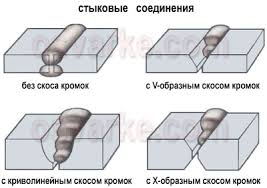 стыковые соединения
без скоса кромок
с V-образным скосом кромок
с криволинейным скосом кромок
с X-образным скосом кромок